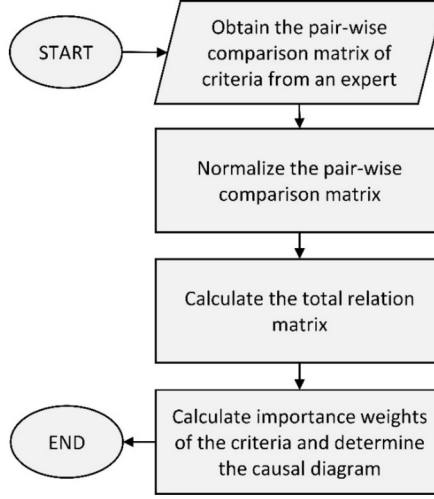 START
Obtain the pair-wise
comparison matrix of
criteria from an expert
Normalize the pair-wise
comparison matrix
Calculate the total relation
matrix
Calculate importance weights
of the criteria and determine
the causal diagram
END